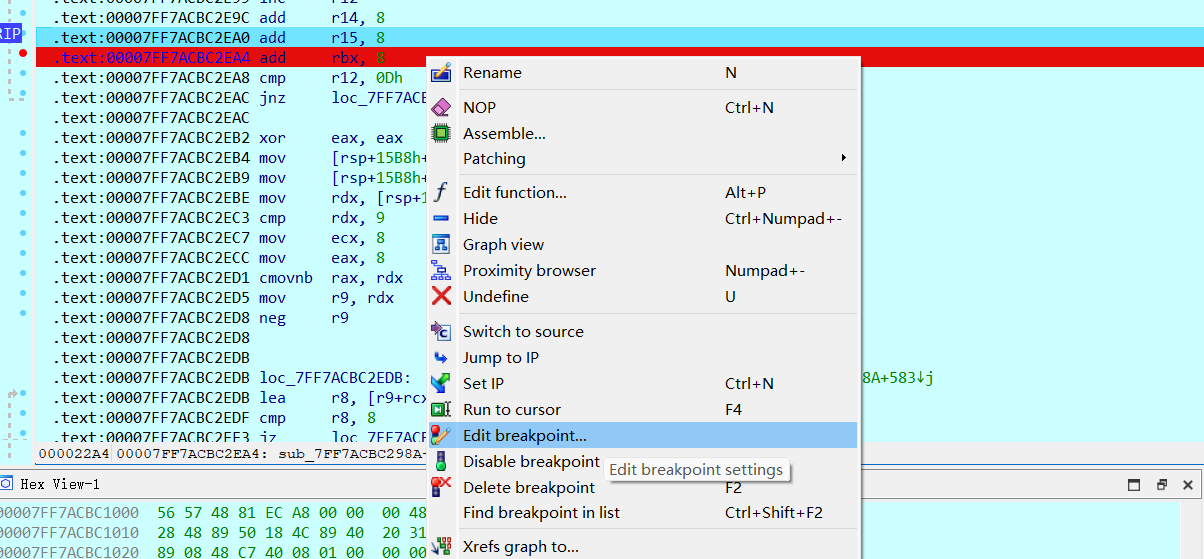 .text:00007FF7ACBC2E9C add r14, 8
RIP .text:00007FF7ACBC2EA0 add r15, 8
.text:00007FF7ACBC2EA4 add rbx, 8
.text:00007FF7ACBC2EA8 cmp r12, 0Dh
.text:00007FF7ACBC2EAC jnz loc_7FF7ACB
.text:00007FF7ACBC2EAC
.text:00007FF7ACBC2EB2 xor eax, eax
.text:00007FF7ACBC2EB4 mov [rsp+15B8h+
.text:00007FF7ACBC2EB9 mov [rsp+15B8h+
.text:00007FF7ACBC2EBE mov rdx, [rsp+1
.text:00007FF7ACBC2EC3 cmp rdx, 9
.text:00007FF7ACBC2EC7 mov ecx, 8
.text:00007FF7ACBC2ECC mov eax, 8
.text:00007FF7ACBC2ED1 cmovnb rax, rdx
.text:00007FF7ACBC2ED5 mov r9, rdx
.text:00007FF7ACBC2ED8 neg r9
.text:00007FF7ACBC2ED8
.text:00007FF7ACBC2EDB
.text:00007FF7ACBC2EDB loc_7FF7ACBC2EDB: 8A+583↓j
.text:00007FF7ACBC2EDB lea r8, [r9+rcx
.text:00007FF7ACBC2EDF cmp r8, 8
.text:00007FF7ACBC2EE3 jz loc_7FF7ACB
000022A4 00007FF7ACBC2EA4: sub_7FF7ACBC298A+
Rename N
NOP Ctrl+N
Assemble...
Patching
Edit function... Alt+P
Hide Ctrl+Numpad+-
Graph view
Proximity browser Numpad+-
Undefine U
Switch to source
Jump to IP
Set IP Ctrl+N
Run to cursor F4
Edit breakpoint...
Disable breakpoint
Edit breakpoint settings
Delete breakpoint F2
Find breakpoint in list Ctrl+Shift+F2
Xrefs graph to...
Hex View-1
00007FF7ACBC1000 56 57 48 81 EC A8 00 00 00 48
00007FF7ACBC1010 28 48 89 50 18 4C 89 40 20 31
00007FF7ACBC1020 89 08 48 C7 40 08 01 00 00 00